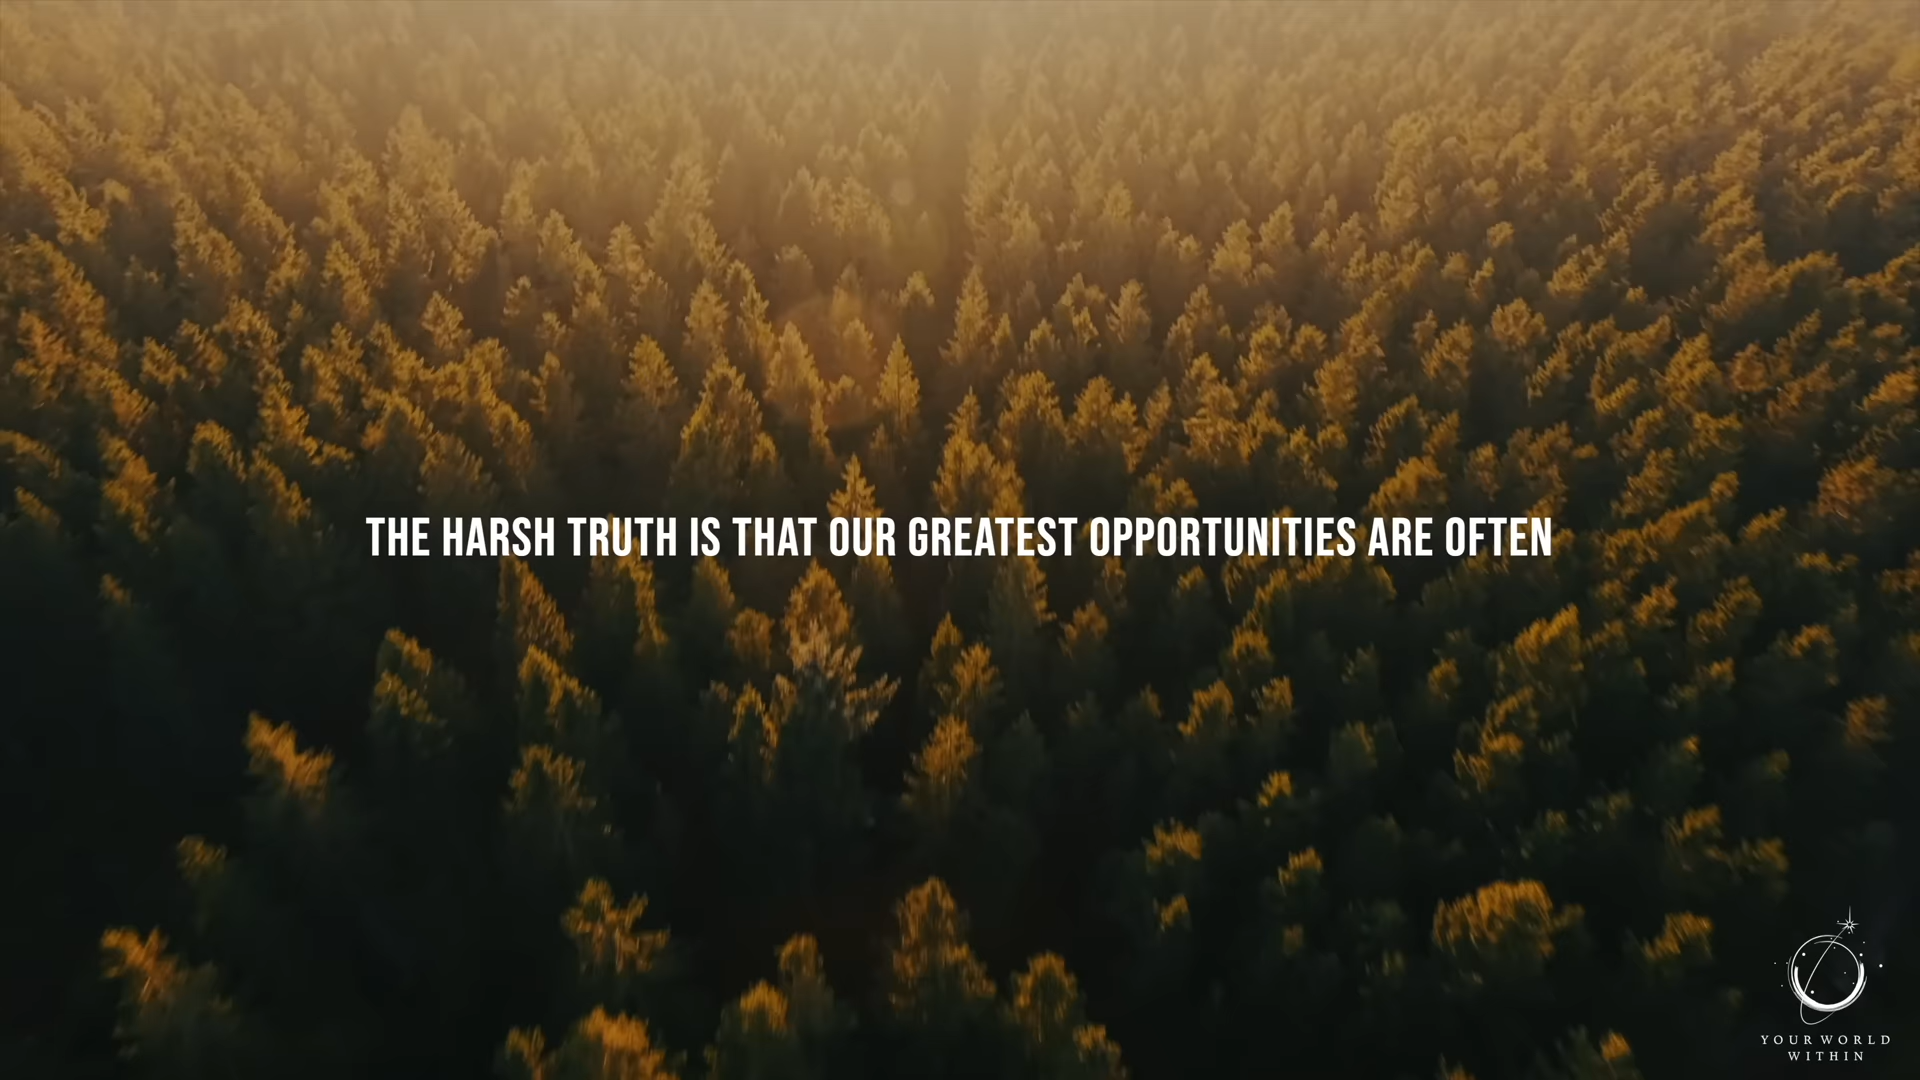 THE HARSH TRUTH IS THAT OUR GREATEST OPPORTUNITIES ARE OFTEN
YOUR WORLD
WITHIN